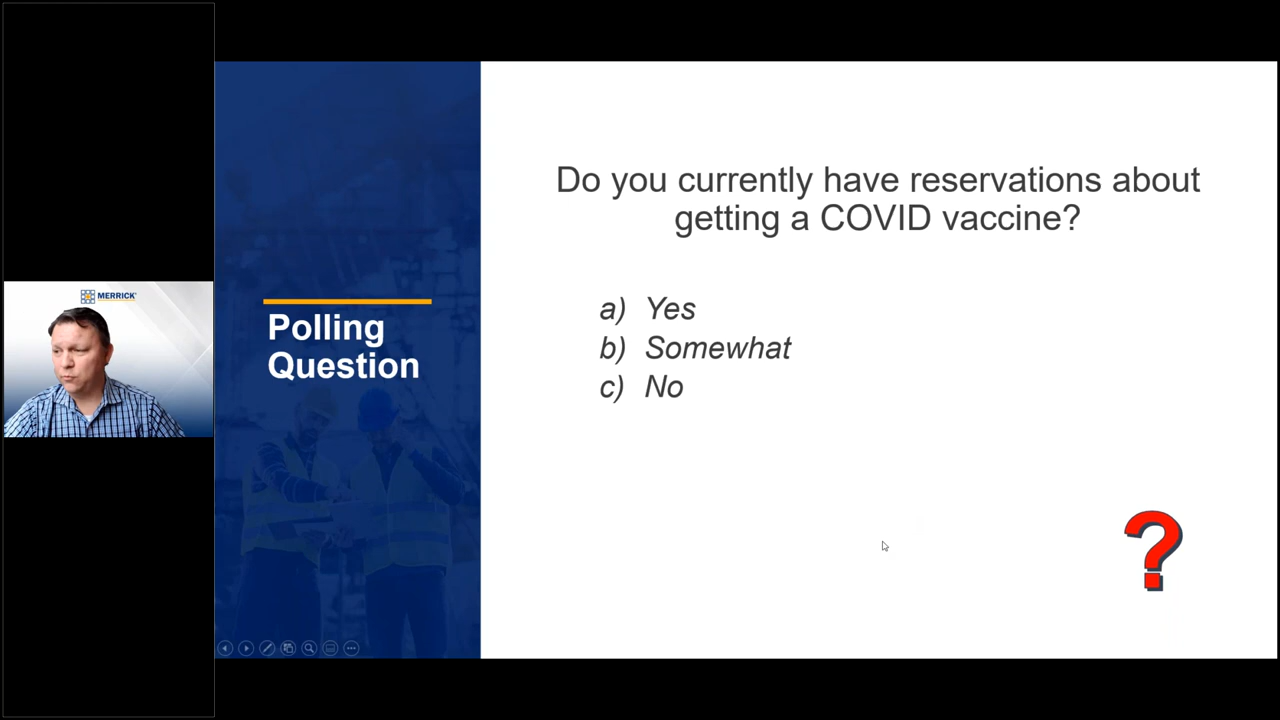 MERRICK
Polling
Question
Do you currently have reservations about
getting a COVID vaccine?
a) Yes
b) Somewhat
c) No
?